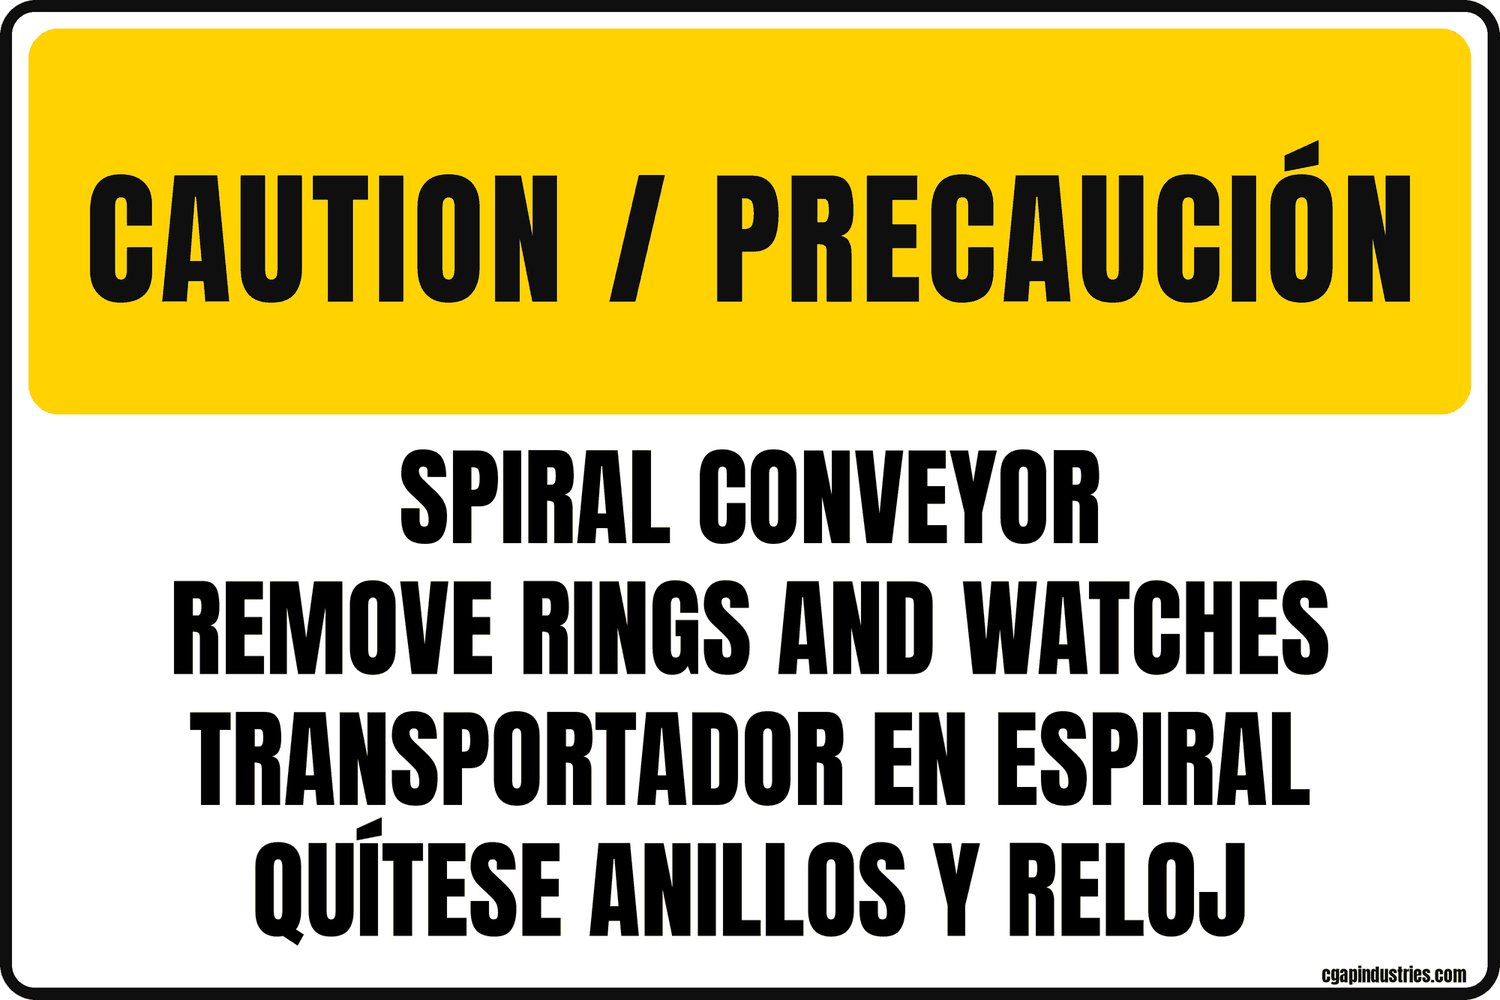 CAUTION / PRECAUCIÓN
SPIRAL CONVEYOR
REMOVE RINGS AND WATCHES
TRANSPORTADOR EN ESPIRAL
QUÍTESE ANILLOS Y RELOJ
cgapindustries.com